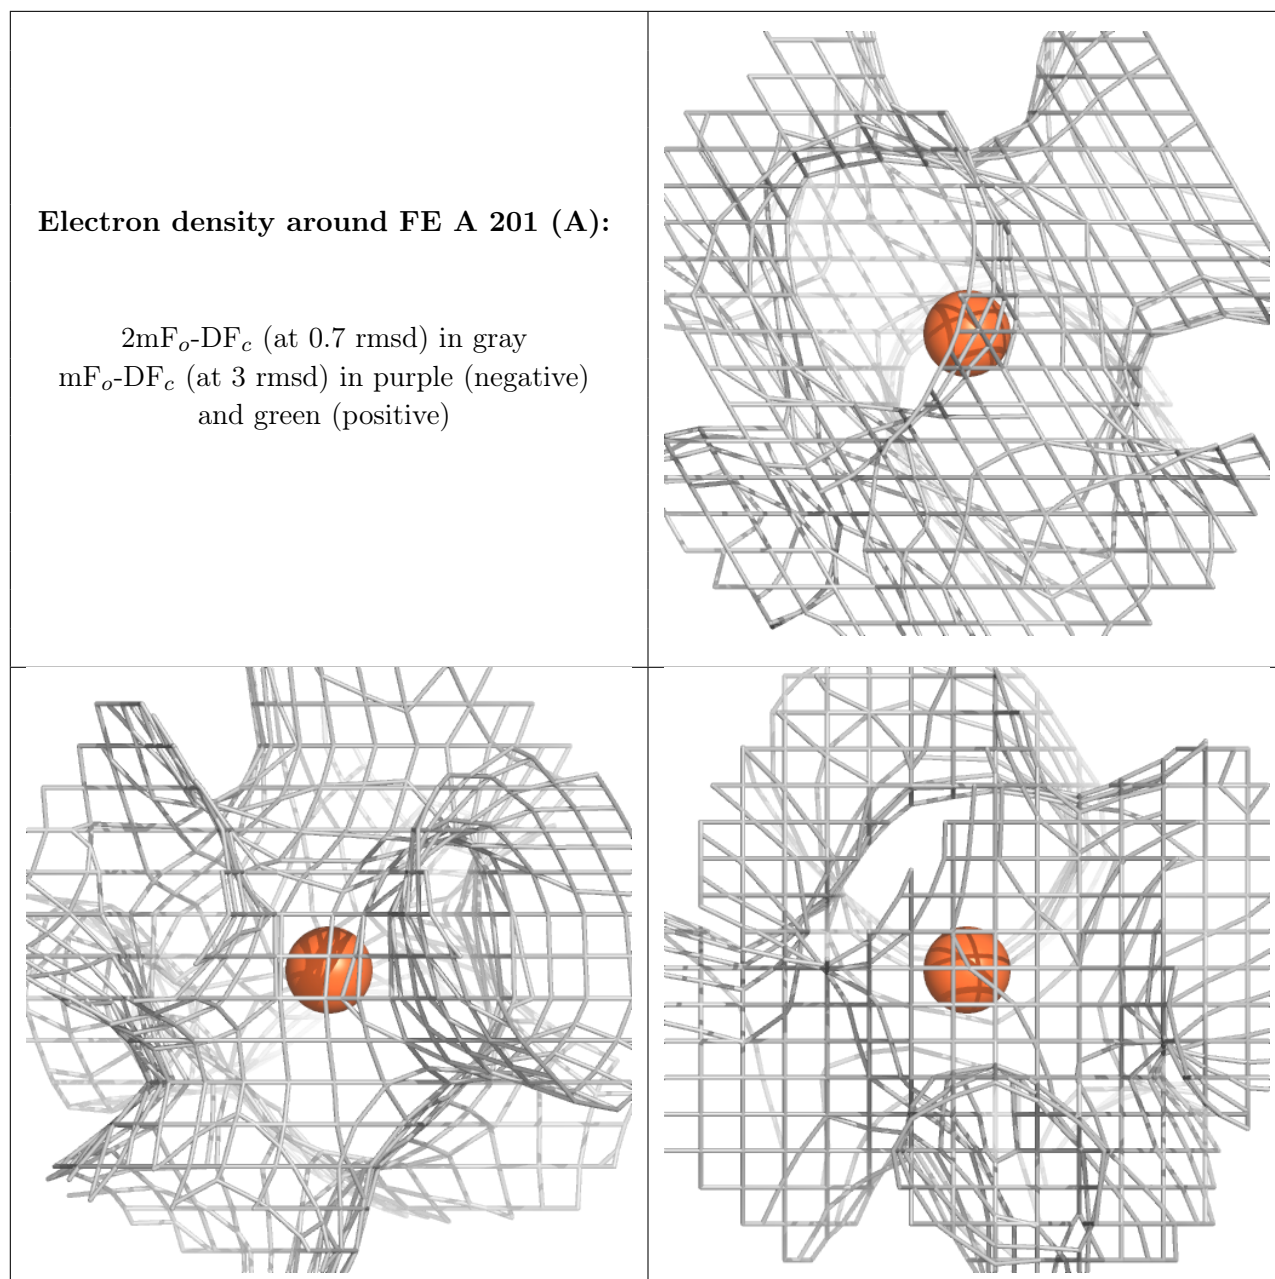 Electron density around FE A 201 (A):
2mFo-DFc (at 0.7 rmsd) in gray
mFo-DFc (at 3 rmsd) in purple (negative)
and green (positive)